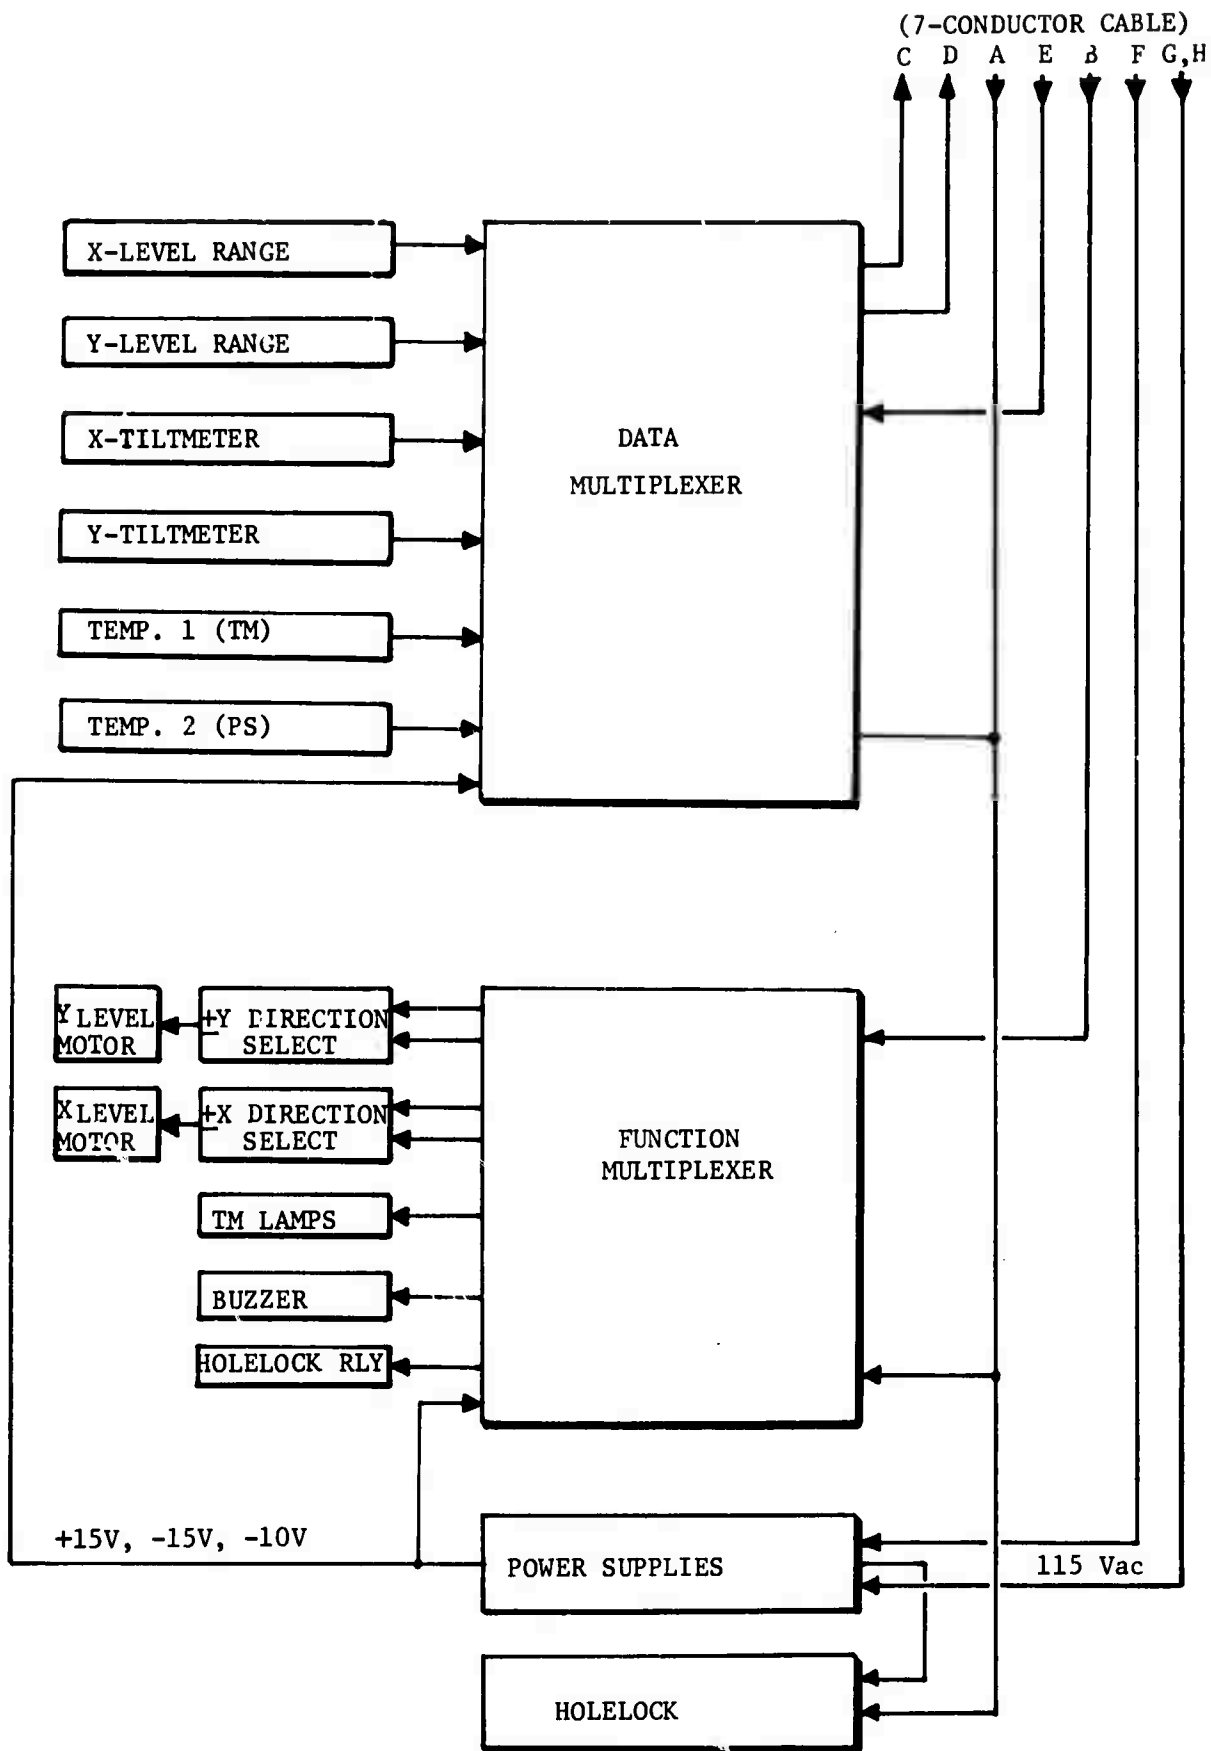 (7-CONDUCTOR CABLE)
C D A E B F G,H
X-LEVEL RANGE
Y-LEVEL RANGE
X-TILTMETER
Y-TILTMETER
TEMP. 1 (TM)
TEMP. 2 (PS)
DATA
MULTIPLEXER
Y LEVEL
MOTOR
±Y DIRECTION
SELECT
X LEVEL
MOTOR
±X DIRECTION
SELECT
TM LAMPS
BUZZER
HOLELOCK RLY
FUNCTION
MULTIPLEXER
+15V, -15V, -10V
POWER SUPPLIES
115 Vac
HOLELOCK